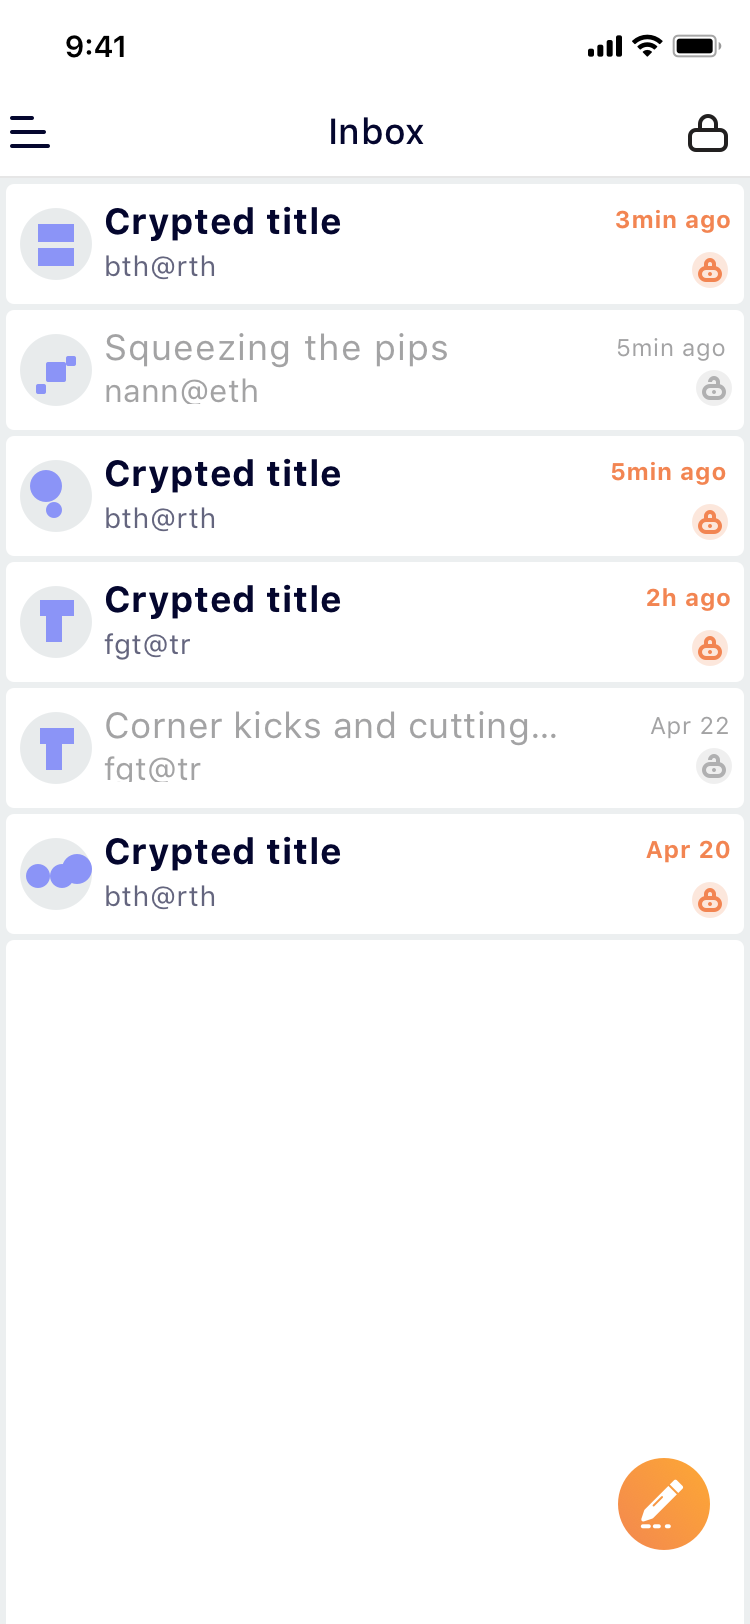 9:41
Inbox
Crypted title
3min ago
bth@rth
Squeezing the pips
5min ago
nann@eth
Crypted title
5min ago
bth@rth
Crypted title
2h ago
fgt@tr
Corner kicks and cutting...
Apr 22
fgt@tr
Crypted title
Apr 20
bth@rth